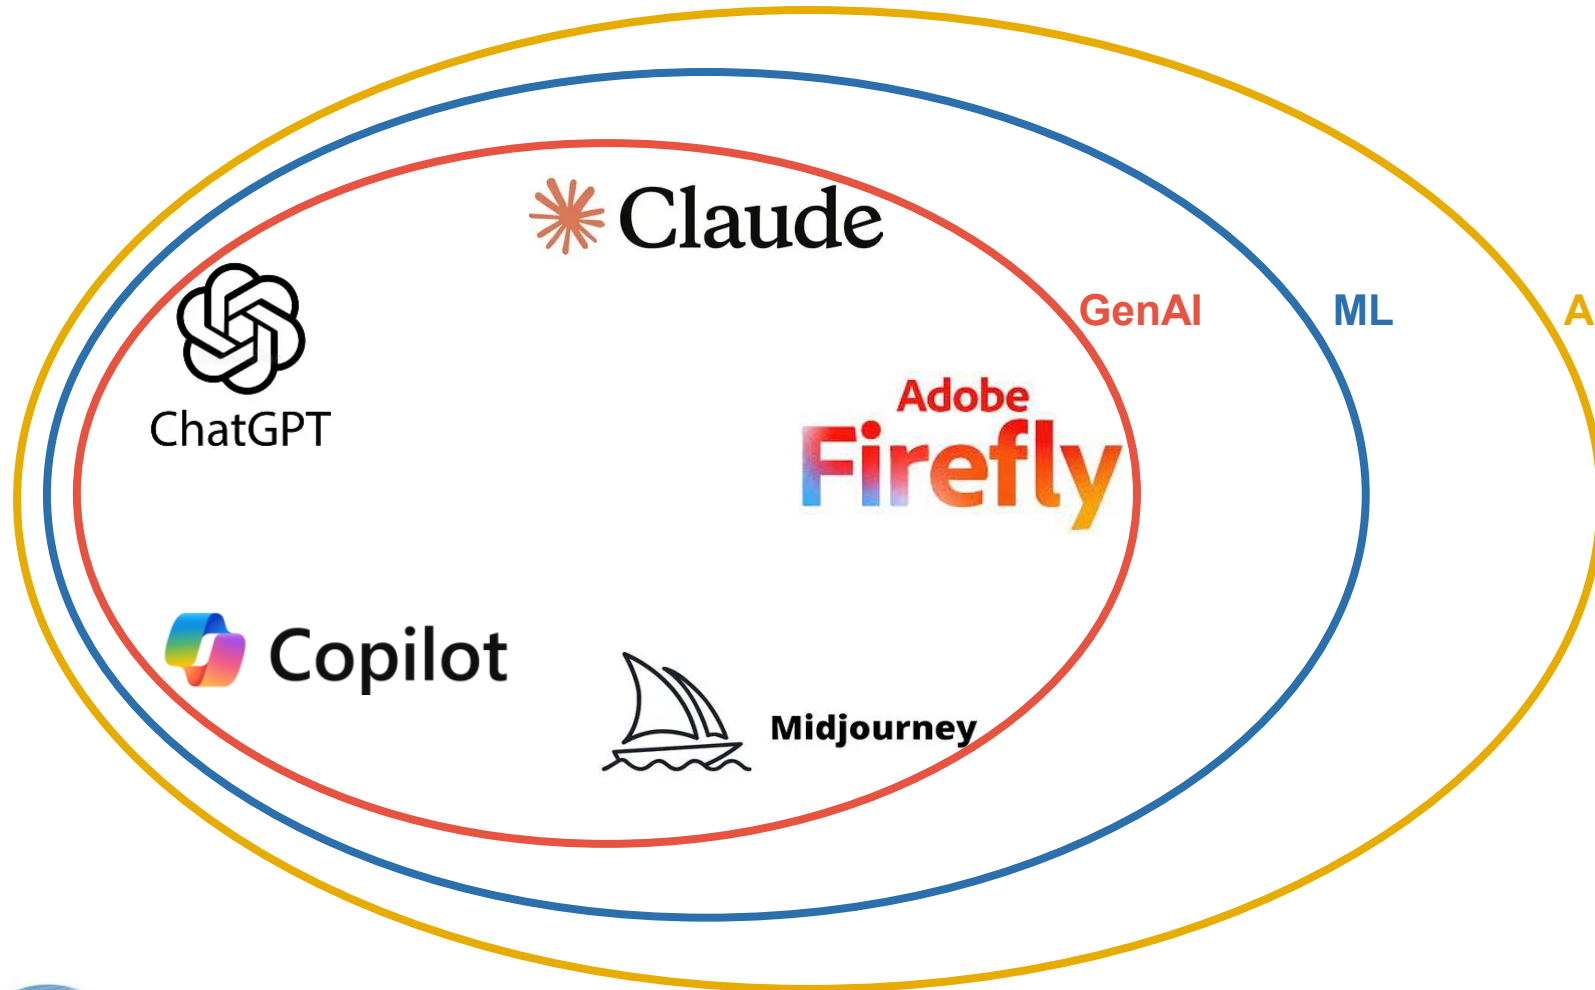 Claude
ChatGPT
GenAI
ML
A
Adobe
Firefly
Copilot
Midjourney